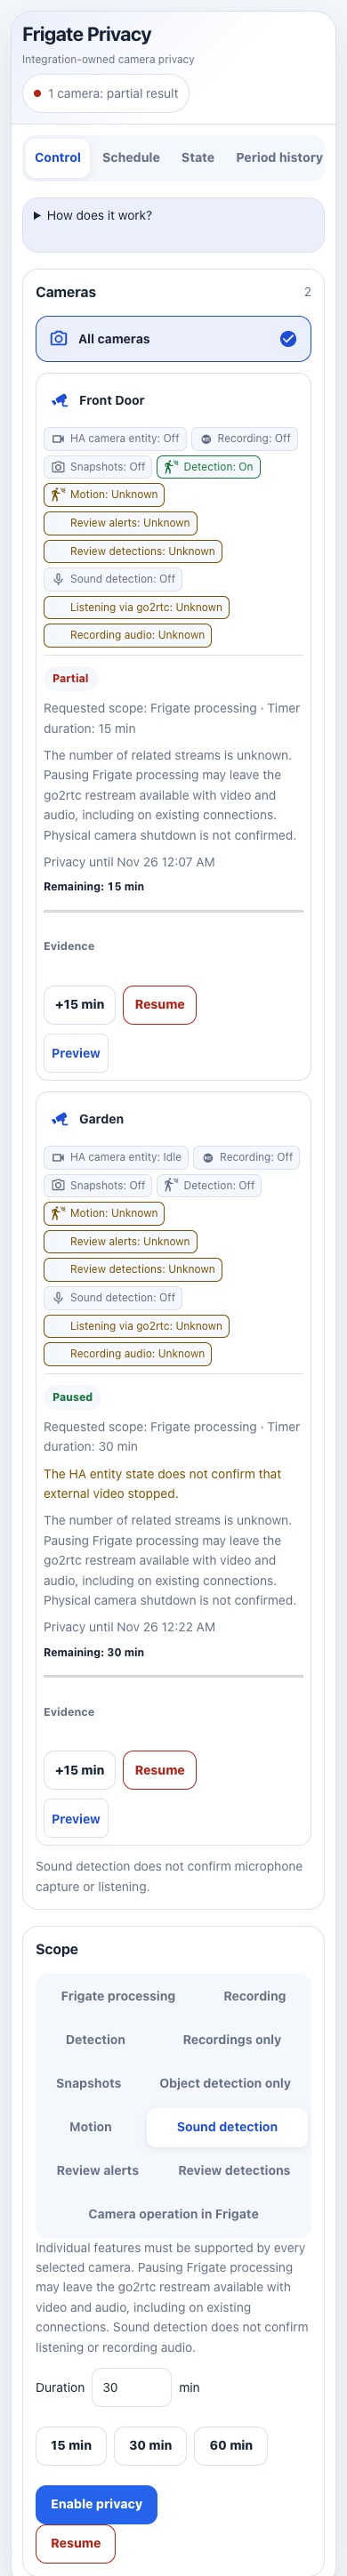 Frigate Privacy
Integration-owned camera privacy
1 camera: partial result
Control Schedule State Period history
How does it work?
Cameras 2
All cameras
Front Door
HA camera entity: Off Recording: Off
Snapshots: Off Detection: On
Motion: Unknown
Review alerts: Unknown
Review detections: Unknown
Sound detection: Off
Listening via go2rtc: Unknown
Recording audio: Unknown
Partial
Requested scope: Frigate processing · Timer
duration: 15 min
The number of related streams is unknown.
Pausing Frigate processing may leave the
go2rtc restream available with video and
audio, including on existing connections.
Physical camera shutdown is not confirmed.
Privacy until Nov 26 12:07 AM
Remaining: 15 min
Evidence
+15 min Resume
Preview
Garden
HA camera entity: Idle Recording: Off
Snapshots: Off Detection: Off
Motion: Unknown
Review alerts: Unknown
Review detections: Unknown
Sound detection: Off
Listening via go2rtc: Unknown
Recording audio: Unknown
Paused
Requested scope: Frigate processing · Timer
duration: 30 min
The HA entity state does not confirm that
external video stopped.
The number of related streams is unknown.
Pausing Frigate processing may leave the
go2rtc restream available with video and
audio, including on existing connections.
Physical camera shutdown is not confirmed.
Privacy until Nov 26 12:22 AM
Remaining: 30 min
Evidence
+15 min Resume
Preview
Sound detection does not confirm microphone
capture or listening.
Scope
Frigate processing Recording
Detection Recordings only
Snapshots Object detection only
Motion Sound detection
Review alerts Review detections
Camera operation in Frigate
Individual features must be supported by every
selected camera. Pausing Frigate processing
may leave the go2rtc restream available with
video and audio, including on existing
connections. Sound detection does not confirm
listening or recording audio.
Duration 30 min
15 min 30 min 60 min
Enable privacy
Resume